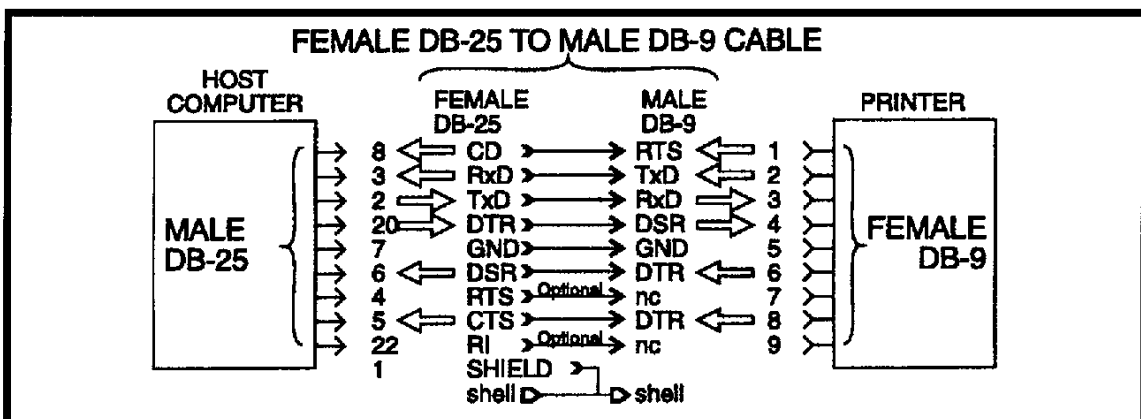 FEMALE DB-25 TO MALE DB-9 CABLE
HOST COMPUTER
FEMALE DB-25
MALE DB-9
PRINTER
MALE DB-25
FEMALE DB-9
8 CD RTS 1
3 RxD TxD 2
2 TxD RxD 3
20 DTR DSR 4
7 GND GND 5
6 DSR DTR 6
4 RTS Optional nc 7
5 CTS DTR 8
22 RI Optional nc 9
1 SHIELD
shell shell